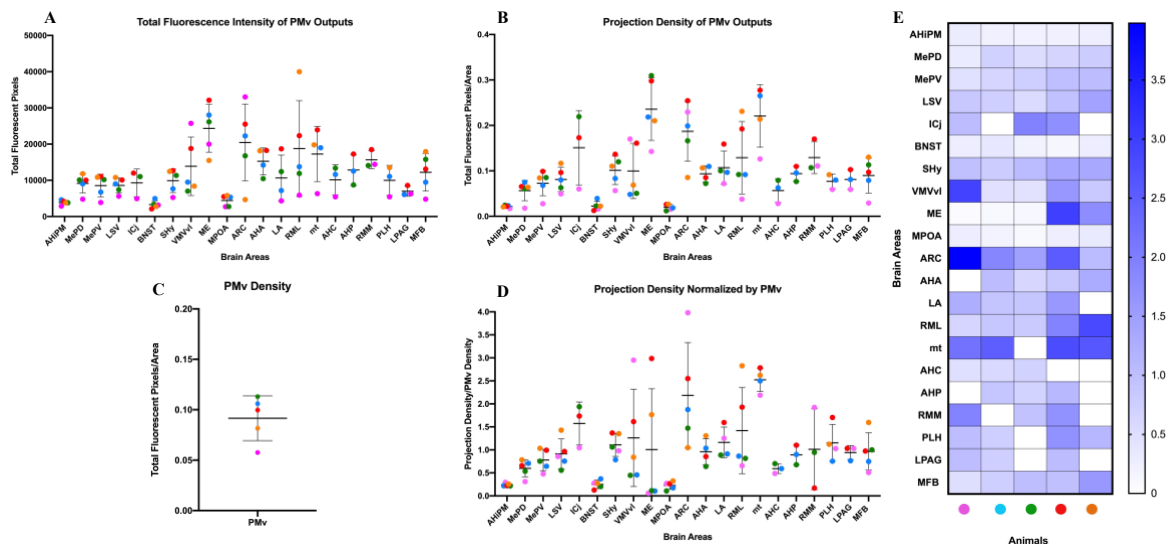 A
Total Fluorescence Intensity of PMv Outputs
Total Fluorescent Pixels
50000
40000
30000
20000
10000
0
AHiPM
MePD
MePV
LSV
ICj
BNST
SHy
VMVvl
ME
MPOA
ARC
AHA
LA
RML
mt
AHC
AHP
RMM
PLH
LPAG
MFB
Brain Areas
B
Projection Density of PMv Outputs
Total Fluorescent Pixels/Area
0.4
0.3
0.2
0.1
0.0
AHiPM
MePD
MePv
LSV
ICj
BNST
SHy
VMVvl
ME
MPOA
ARC
AHA
LA
RML
mt
AHC
AHP
RMM
PLH
LPAG
MFB
Brain Areas
C
PMv Density
Total Fluorescent Pixels/Area
0.20
0.15
0.10
0.05
0.00
PMv
D
Projection Density Normalized by PMv
Projection Density/PMv Density
4.0
3.5
3.0
2.5
2.0
1.5
1.0
0.5
0.0
AHiPM
MePD
MePv
LSV
ICj
BNST
SHy
VMVvl
ME
MPOA
ARC
AHA
LA
RML
mt
AHC
AHP
RMM
PLH
LPAG
MFB
Brain Areas
E
Brain Areas
AHiPM
MePD
MePV
LSV
ICj
BNST
SHy
VMVvl
ME
MPOA
ARC
AHA
LA
RML
mt
AHC
AHP
RMM
PLH
LPAG
MFB
Animals
3.5
3.0
2.5
2.0
1.5
1.0
0.5
0